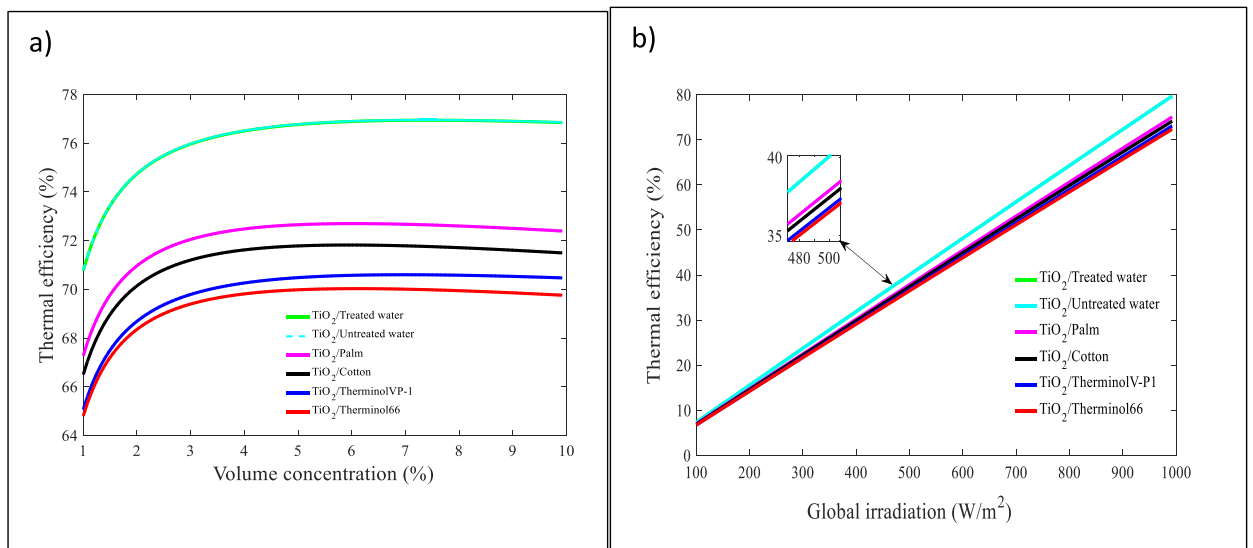 a)
78
76
74
72
70
68
66
64
Thermal efficiency (%)
1 2 3 4 5 6 7 8 9 10
Volume concentration (%)
TiO2/Treated water
TiO2/Untreated water
TiO2/Palm
TiO2/Cotton
TiO2/TherminolVP-1
TiO2/Therminol66
b)
80
70
60
50
40
30
20
10
0
Thermal efficiency (%)
100 200 300 400 500 600 700 800 900 1000
Global irradiation (W/m²)
40
35
480 500
TiO2/Treated water
TiO2/Untreated water
TiO2/Palm
TiO2/Cotton
TiO2/TherminolV-P1
TiO2/Therminol66